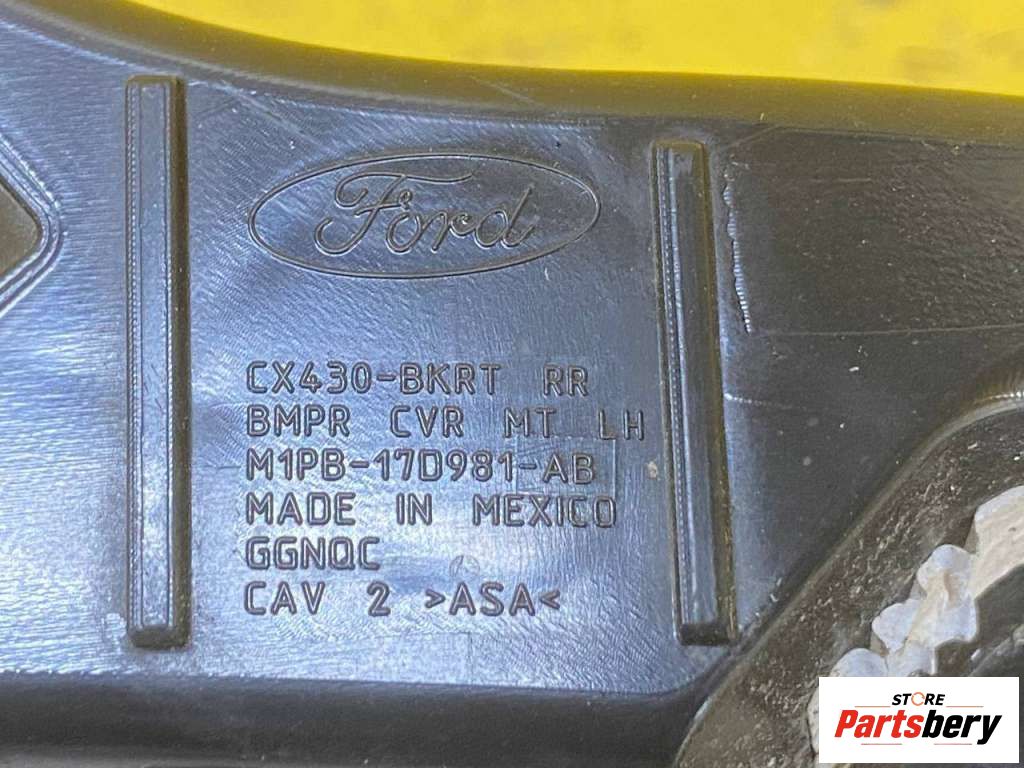 Ford
CX430-BKRT RR
BMPR CVR MT LH
M1PB-17D981-AB
MADE IN MEXICO
GGNQC
CAV 2 >ASA<
STORE
Partsbery